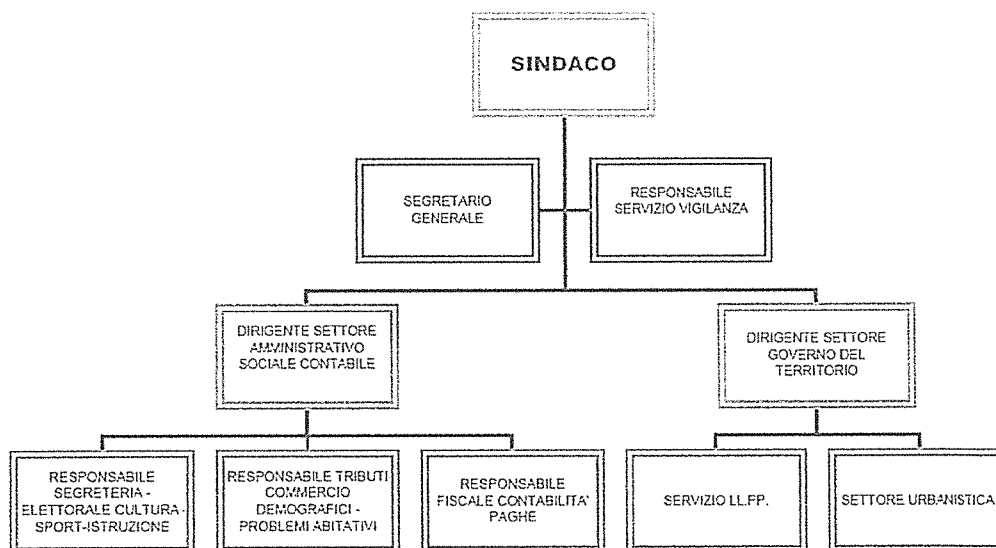 SINDACO
SEGRETARIO
GENERALE
RESPONSABILE
SERVIZIO VIGILANZA
DIRIGENTE SETTORE
AMMINISTRATIVO
SOCIALE CONTABILE
DIRIGENTE SETTORE
GOVERNO DEL
TERRITORIO
RESPONSABILE
SEGRETERIA -
ELETTORALE CULTURA -
SPORT-ISTRUZIONE
RESPONSABILE TRIBUTI
COMMERCIO
DEMOGRAFICI -
PROBLEMI ABITATIVI
RESPONSABILE
FISCALE CONTABILITA'
PAGHE
SERVIZIO LL.PP.
SETTORE URBANISTICA